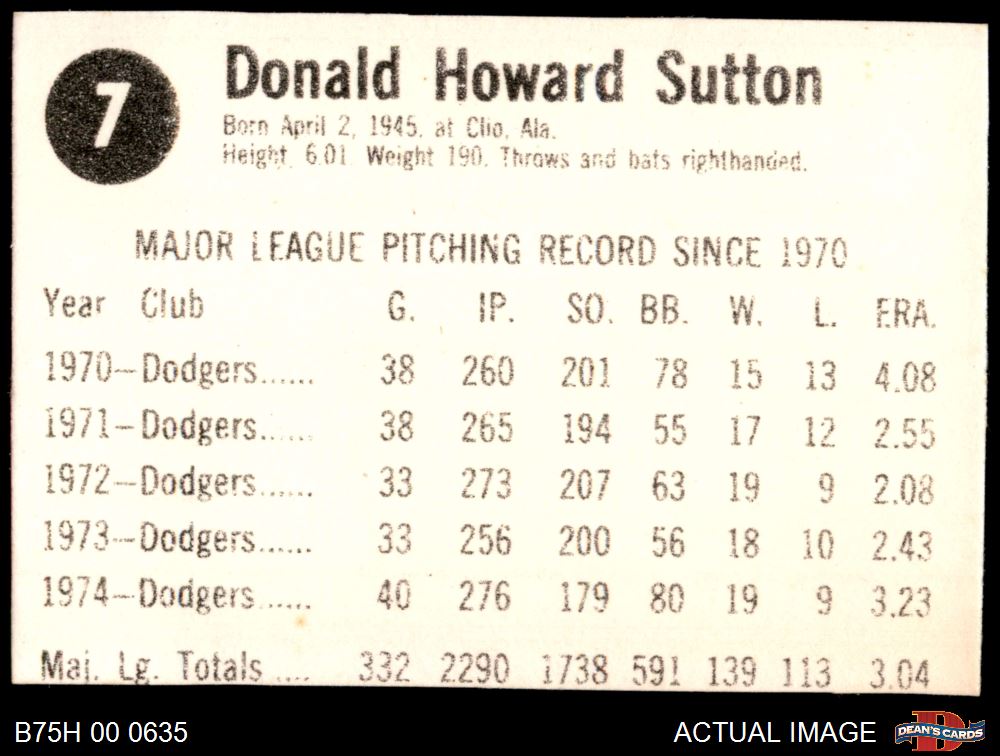 7
Donald Howard Sutton
Born April 2, 1945, at Clio, Ala.
Height 6.01 Weight 190. Throws and bats righthanded.
MAJOR LEAGUE PITCHING RECORD SINCE 1970
Year Club G. IP. SO. BB. W. L. ERA.
1970—Dodgers...... 38 260 201 78 15 13 4.08
1971—Dodgers...... 38 265 194 55 17 12 2.55
1972—Dodgers...... 33 273 207 63 19 9 2.08
1973—Dodgers...... 33 256 200 56 18 10 2.43
1974—Dodgers...... 40 276 179 80 19 9 3.23
Maj. Lg. Totals .... 332 2290 1738 591 139 113 3.04
B75H 00 0635 ACTUAL IMAGE D DEAN'S CARDS